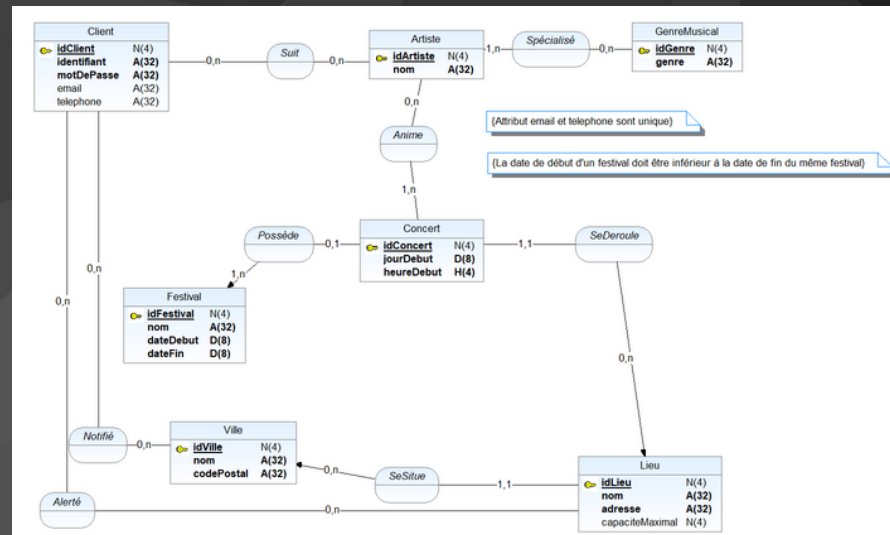 Client
idClient N(4)
identifiant A(32)
motDePasse A(32)
email A(32)
telephone A(32)
0,n
Suit
0,n
Artiste
idArtiste N(4)
nom A(32)
1,n
Spécialisé
0,n
GenreMusical
idGenre N(4)
genre A(32)
0,n
Anime
1,n
{Attribut email et telephone sont unique}
{La date de début d'un festival doit être inférieur à la date de fin du même festival}
Concert
idConcert N(4)
jourDebut D(8)
heureDebut H(4)
Possède
0,1
1,n
1,1
SeDeroule
0,n
Festival
idFestival N(4)
nom A(32)
dateDebut D(8)
dateFin D(8)
0,n
0,n
Notifié
0,n
Ville
idVille N(4)
nom A(32)
codePostal A(32)
0,n
SeSitue
1,1
Lieu
idLieu N(4)
nom A(32)
adresse A(32)
capaciteMaximal N(4)
Alerté
0,n